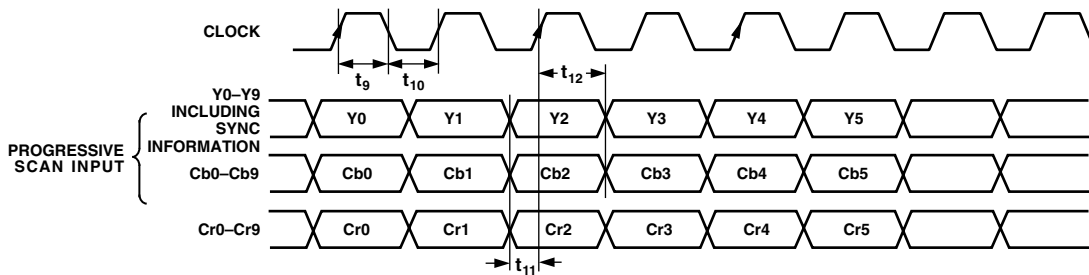 CLOCK
t9
t10
t12
Y0–Y9
INCLUDING
SYNC
INFORMATION
Y0 Y1 Y2 Y3 Y4 Y5
PROGRESSIVE
SCAN INPUT
Cb0–Cb9
Cb0 Cb1 Cb2 Cb3 Cb4 Cb5
Cr0–Cr9
Cr0 Cr1 Cr2 Cr3 Cr4 Cr5
t11